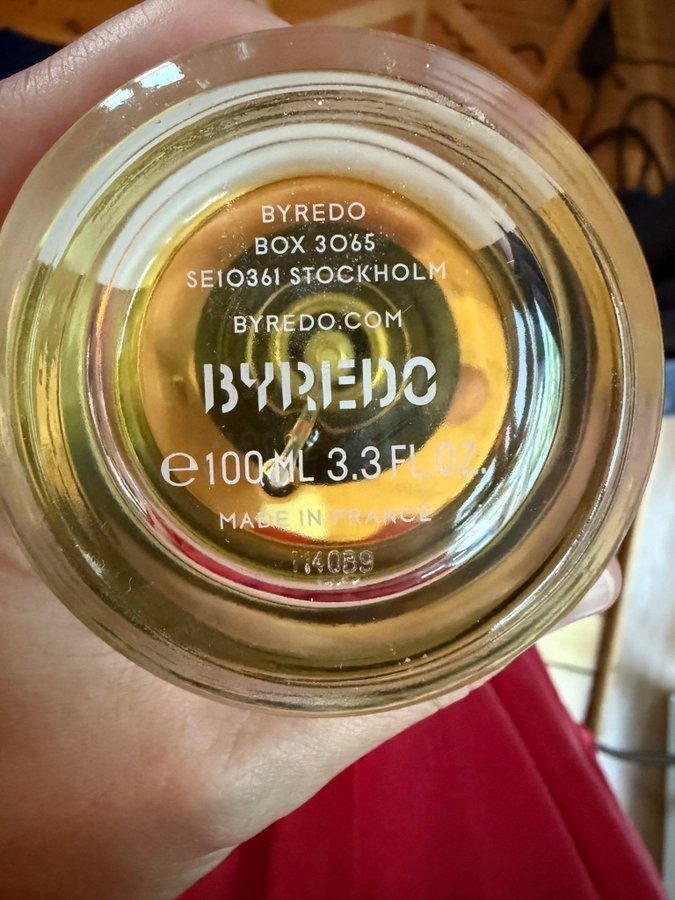 BYREDO
BOX 3065
SE10361 STOCKHOLM
BYREDO.COM
BYREDO
℮100ML 3.3 FL.OZ.
MADE IN FRANCE